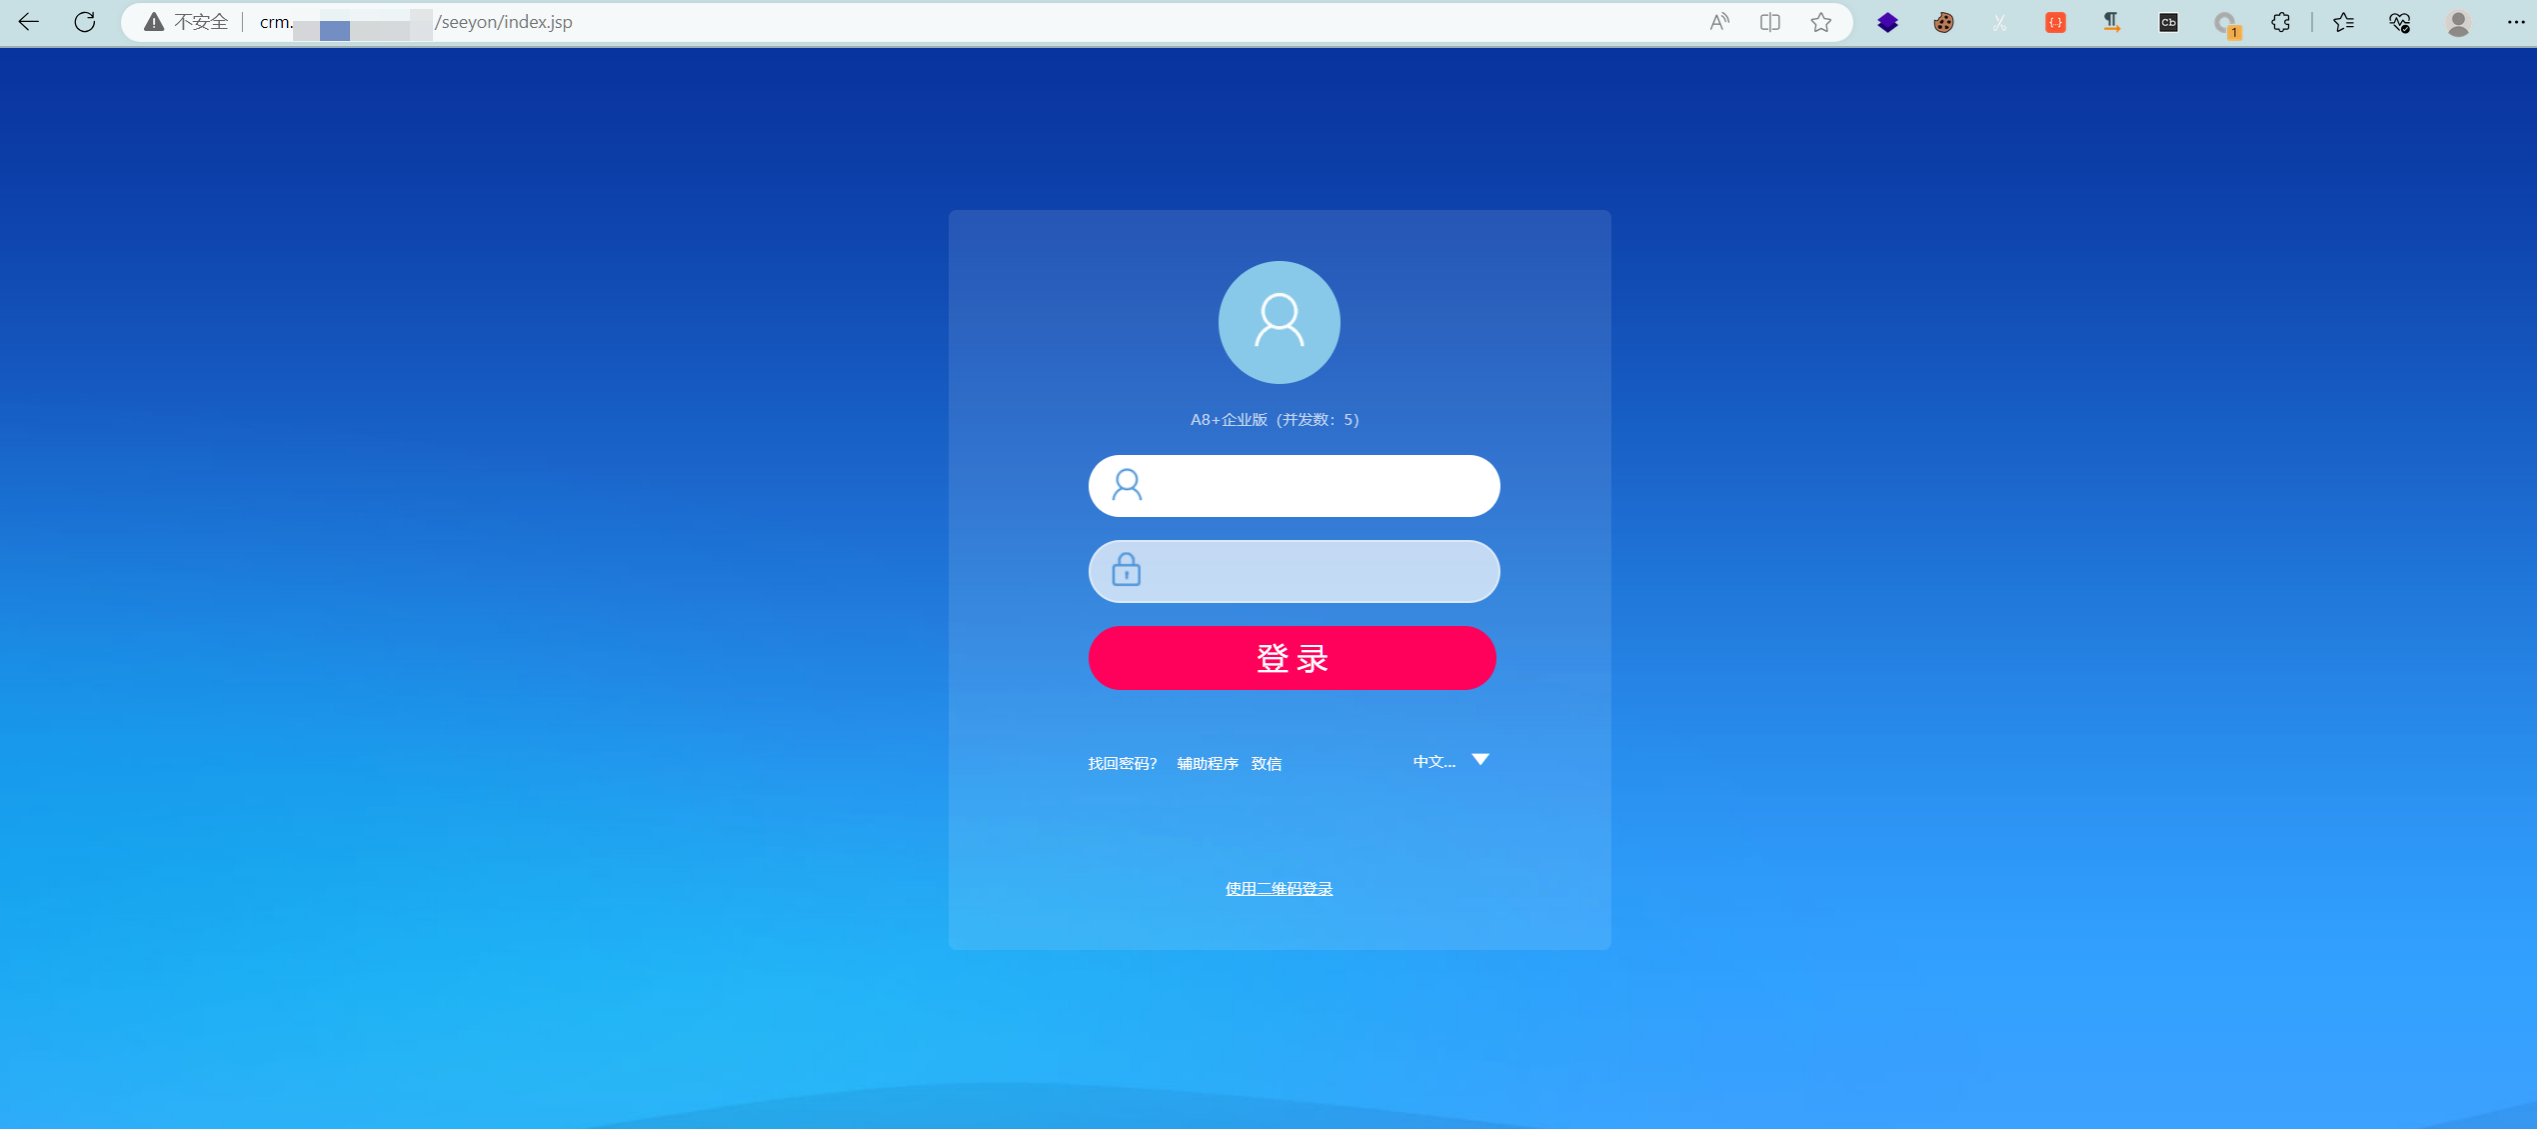 不安全 crm. /seeyon/index.jsp
1
A8+企业版 (并发数：5)
登录
找回密码？ 辅助程序 致信 中文...
使用二维码登录